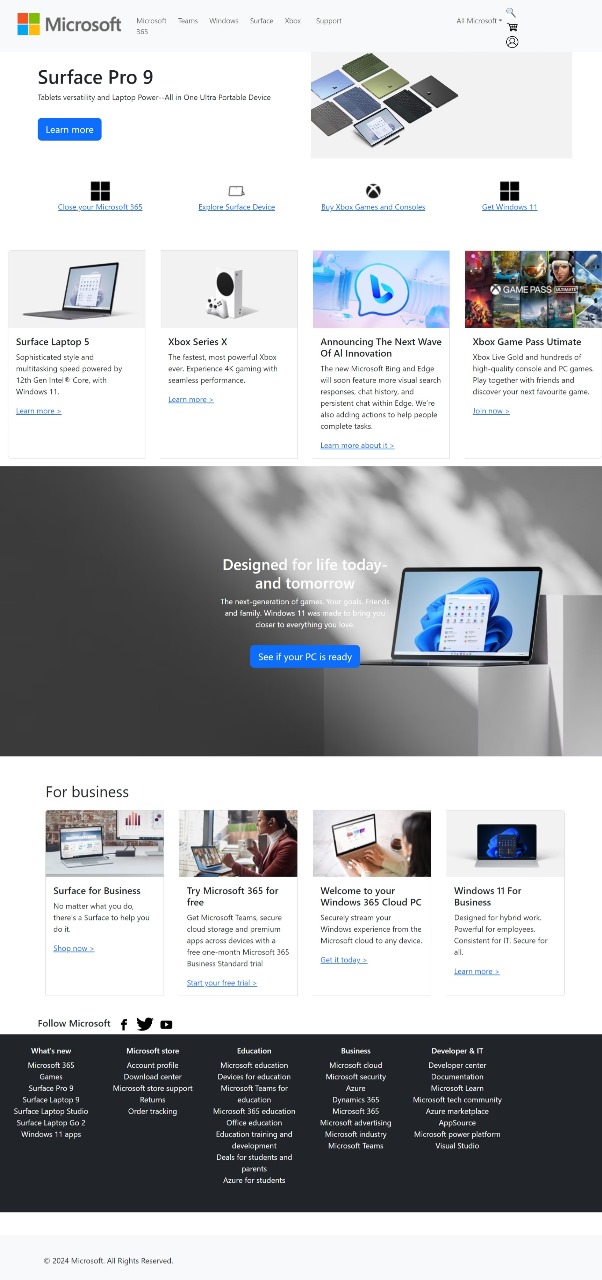 Microsoft
Microsoft 365
Teams
Windows
Surface
Xbox
Support
All Microsoft
Surface Pro 9
Tablets versatility and Laptop Power--All in One Ultra Portable Device
Learn more
Close your Microsoft 365
Explore Surface Device
Buy Xbox Games and Consoles
Get Windows 11
Surface Laptop 5
Sophisticated style and
multitasking speed powered by
12th Gen Intel® Core, with
Windows 11.
Learn more >
Xbox Series X
The fastest, most powerful Xbox
ever. Experience 4K gaming with
seamless performance.
Learn more >
Announcing The Next Wave
Of Al Innovation
The new Microsoft Bing and Edge
will soon feature more visual search
responses, chat history, and
persistent chat within Edge. We're
also adding actions to help people
complete tasks.
Learn more about it >
GAME PASS ULTIMATE
Xbox Game Pass Utimate
Xbox Live Gold and hundreds of
high-quality console and PC games.
Play together with friends and
discover your next favourite game.
Join now >
Designed for life today-
and tomorrow
The next-generation of games. Your goals. Friends
and family. Windows 11 was made to bring you
closer to everything you love.
See if your PC is ready
For business
Surface for Business
No matter what you do,
there's a Surface to help you
do it.
Shop now >
Try Microsoft 365 for
free
Get Microsoft Teams, secure
cloud storage and premium
apps across devices with a
free one-month Microsoft 365
Business Standard trial
Start your free trial >
Welcome to your
Windows 365 Cloud PC
Securely stream your
Windows experience from the
Microsoft cloud to any device.
Get it today >
Windows 11 For
Business
Designed for hybrid work.
Powerful for employees.
Consistent for IT. Secure for
all.
Learn more >
Follow Microsoft
What's new
Microsoft 365
Games
Surface Pro 9
Surface Laptop 9
Surface Laptop Studio
Surface Laptop Go 2
Windows 11 apps
Microsoft store
Account profile
Download center
Microsoft store support
Returns
Order tracking
Education
Microsoft education
Devices for education
Microsoft Teams for
education
Microsoft 365 education
Office education
Education training and
development
Deals for students and
parents
Azure for students
Business
Microsoft cloud
Microsoft security
Azure
Dynamics 365
Microsoft 365
Microsoft advertising
Microsoft industry
Microsoft Teams
Developer & IT
Developer center
Documentation
Microsoft Learn
Microsoft tech community
Azure marketplace
AppSource
Microsoft power platform
Visual Studio
© 2024 Microsoft. All Rights Reserved.